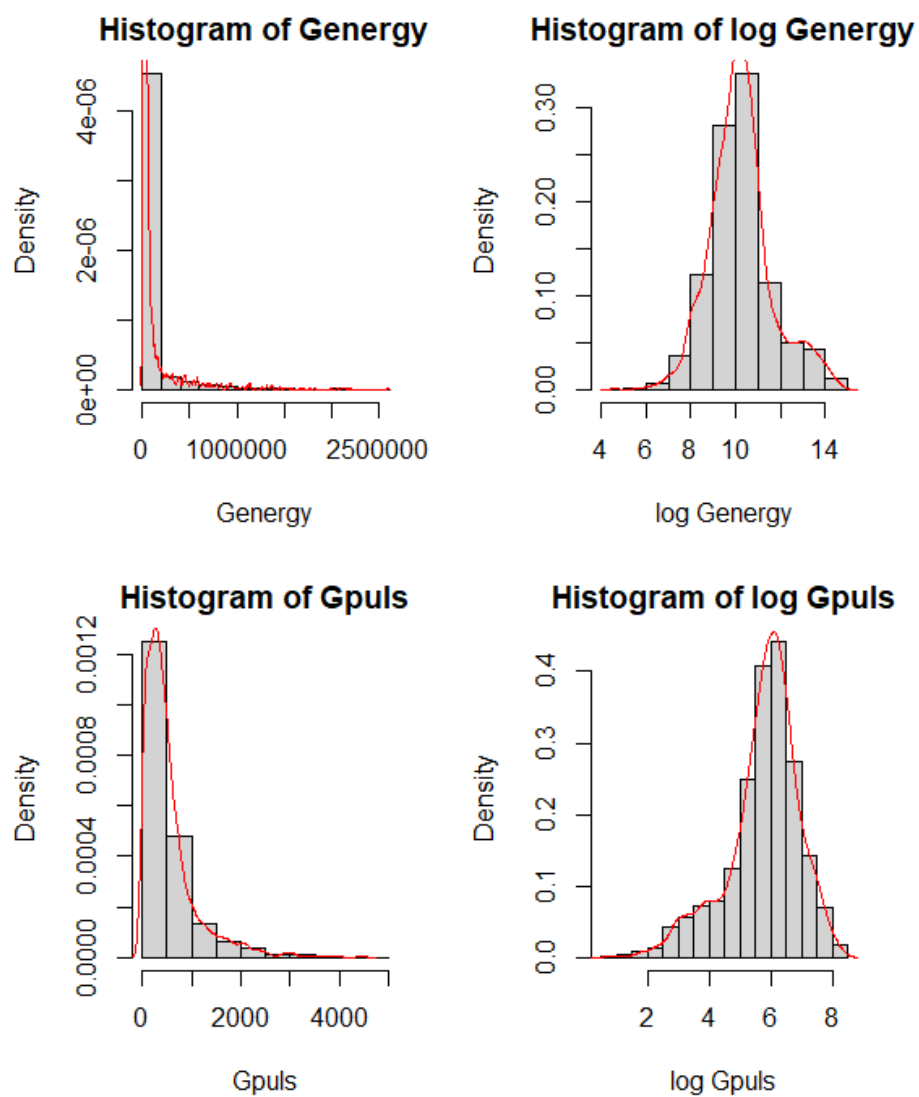 Histogram of Genergy
Density
0e+00 2e-06 4e-06
0 1000000 2500000
Genergy
Histogram of log Genergy
Density
0.00 0.10 0.20 0.30
4 6 8 10 14
log Genergy
Histogram of Gpuls
Density
0.0000 0.0004 0.0008 0.0012
0 2000 4000
Gpuls
Histogram of log Gpuls
Density
0.0 0.1 0.2 0.3 0.4
2 4 6 8
log Gpuls